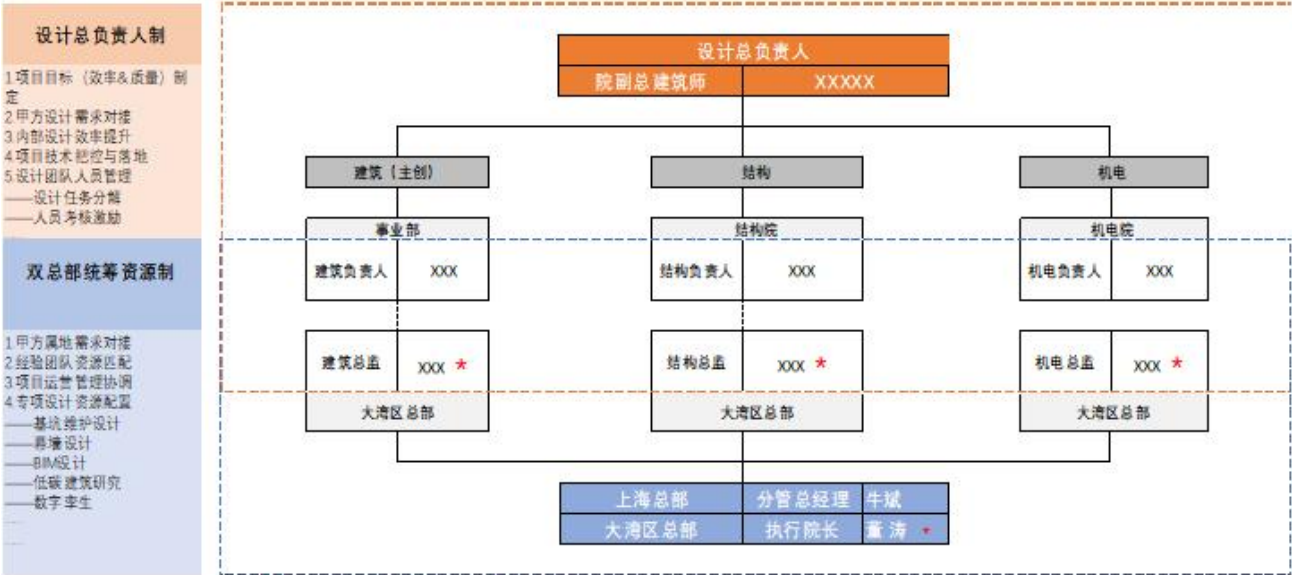 设计总负责人制
1项目目标（效率&质量）制
定
2甲方设计需求对接
3内部设计效率提升
4项目技术把控与落地
5设计团队人员管理
——设计任务分解
——人员考核激励
双总部统筹资源制
1甲方属地需求对接
2经验团队资源匹配
3项目运营管理协调
4专项设计资源配置
——基坑维护设计
——幕墙设计
——BIM设计
——低碳建筑研究
——数字孪生
......
......
设计总负责人
院副总建筑师 XXXXX
建筑（主创） 结构 机电
事业部 结构院 机电院
建筑负责人 XXX 结构负责人 XXX 机电负责人 XXX
建筑总监 XXX * 结构总监 XXX * 机电总监 XXX *
大湾区总部 大湾区总部 大湾区总部
上海总部 分管总经理 牛斌
大湾区总部 执行院长 董涛 *